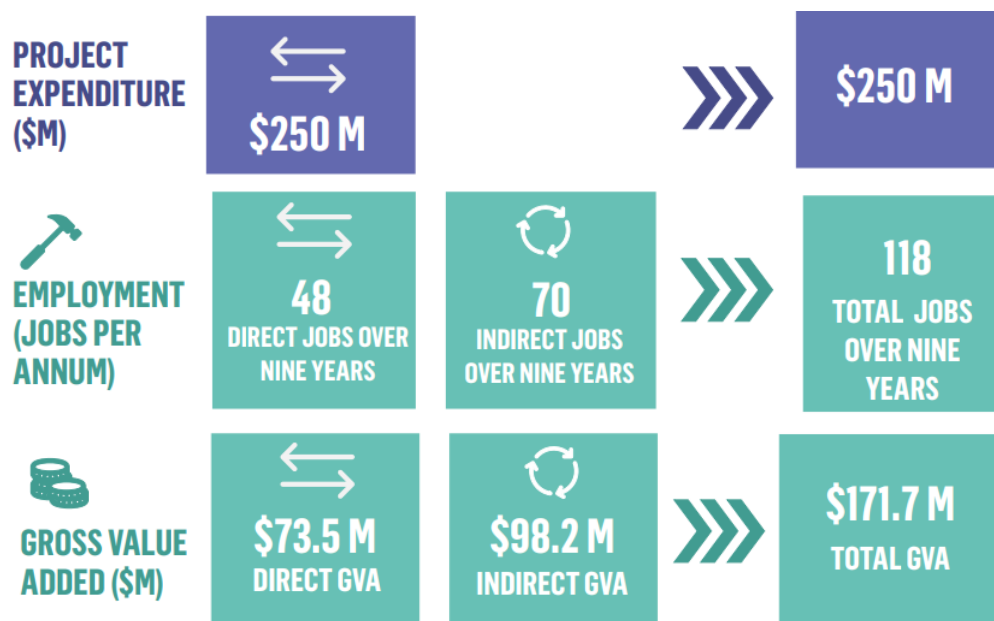 PROJECT
EXPENDITURE
($M)
$250 M
$250 M
EMPLOYMENT
(JOBS PER
ANNUM)
48
DIRECT JOBS OVER
NINE YEARS
70
INDIRECT JOBS
OVER NINE YEARS
118
TOTAL JOBS
OVER NINE
YEARS
GROSS VALUE
ADDED ($M)
$73.5 M
DIRECT GVA
$98.2 M
INDIRECT GVA
$171.7 M
TOTAL GVA